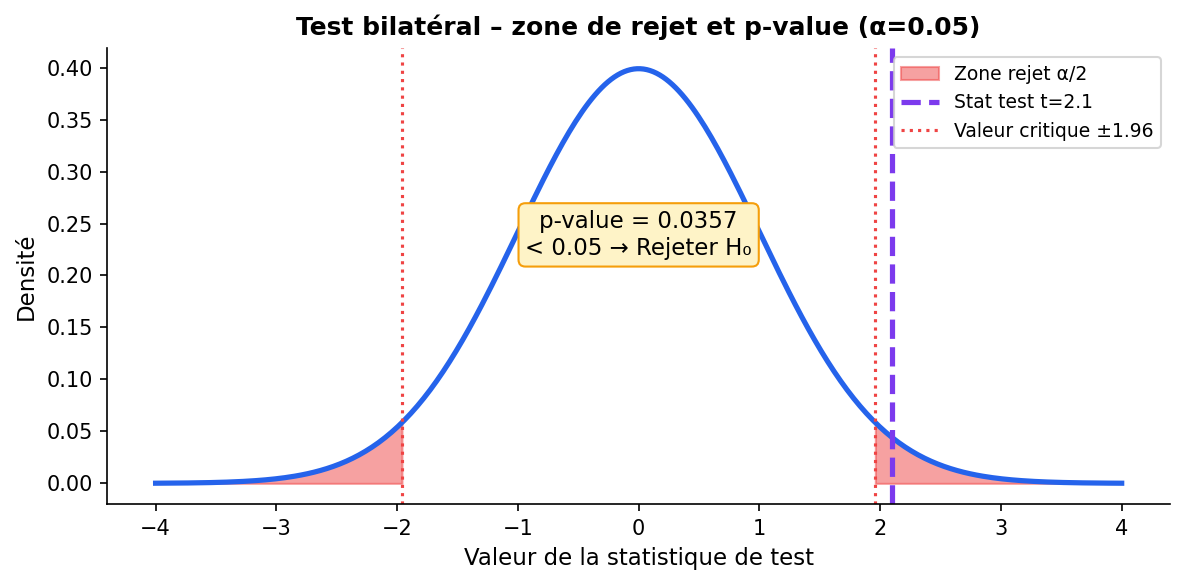 Test bilatéral – zone de rejet et p-value (α=0.05)
Zone rejet α/2
Stat test t=2.1
Valeur critique ±1.96
p-value = 0.0357
< 0.05 → Rejeter H₀
Densité
0.40
0.35
0.30
0.25
0.20
0.15
0.10
0.05
0.00
−4 −3 −2 −1 0 1 2 3 4
Valeur de la statistique de test